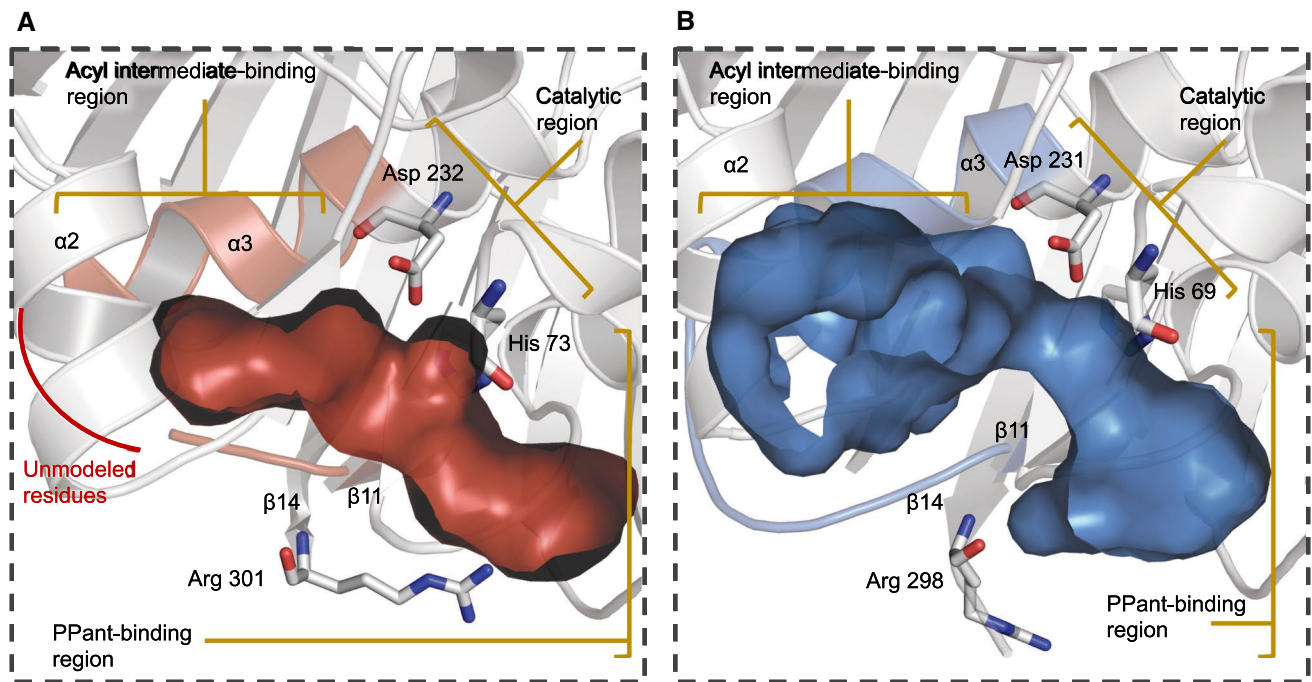 A
Acyl intermediate-binding
region
Catalytic
region
Asp 232
α2
α3
His 73
Unmodeled
residues
β14
β11
Arg 301
PPant-binding
region
B
Acyl intermediate-binding
region
Catalytic
region
α2
α3
Asp 231
His 69
β11
β14
Arg 298
PPant-binding
region